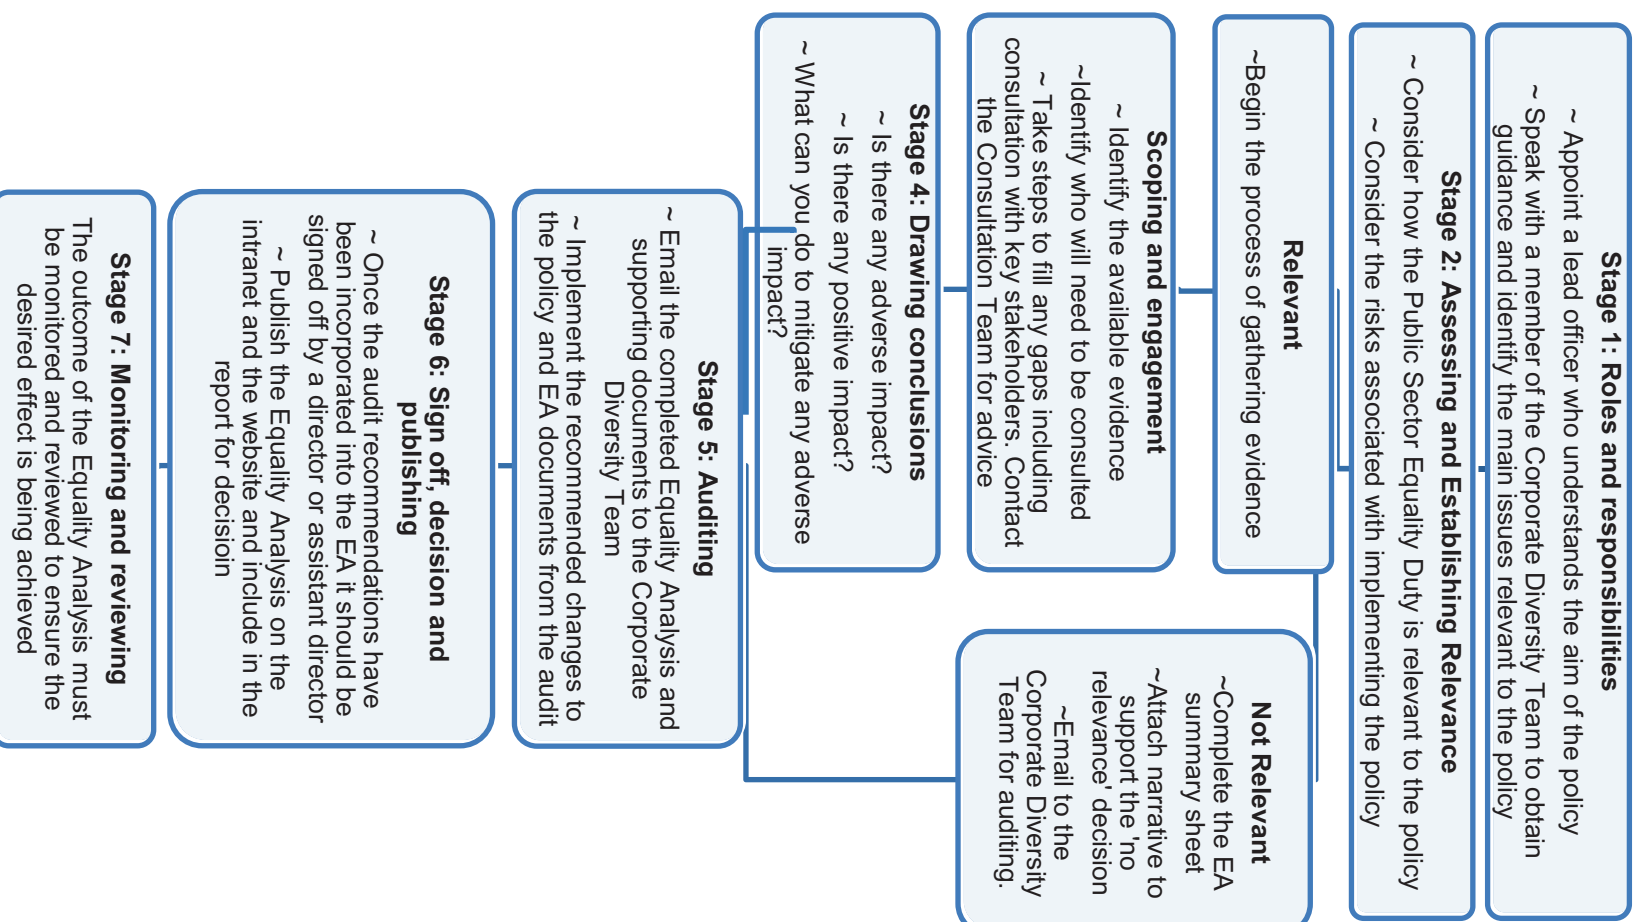 Stage 1: Roles and responsibilities
~ Appoint a lead officer who understands the aim of the policy
~ Speak with a member of the Corporate Diversity Team to obtain
guidance and identify the main issues relevant to the policy
Stage 2: Assessing and Establishing Relevance
~ Consider how the Public Sector Equality Duty is relevant to the policy
~ Consider the risks associated with implementing the policy
Relevant
~Begin the process of gathering evidence
Not Relevant
~Complete the EA
summary sheet
~Attach narrative to
support the 'no
relevance' decision
~Email to the
Corporate Diversity
Team for auditing.
Scoping and engagement
~ Identify the available evidence
~Identify who will need to be consulted
~ Take steps to fill any gaps including
consultation with key stakeholders. Contact
the Consultation Team for advice
Stage 4: Drawing conclusions
~ Is there any adverse impact?
~ Is there any positive impact?
~ What can you do to mitigate any adverse
impact?
Stage 5: Auditing
~ Email the completed Equality Analysis and
supporting documents to the Corporate
Diversity Team
~ Implement the recommended changes to
the policy and EA documents from the audit
Stage 6: Sign off, decision and
publishing
~ Once the audit recommendations have
been incorporated into the EA it should be
signed off by a director or assistant director
~ Publish the Equality Analysis on the
intranet and the website and include in the
report for decisioin
Stage 7: Monitoring and reviewing
The outcome of the Equality Analysis must
be monitored and reviewed to ensure the
desired effect is being achieved